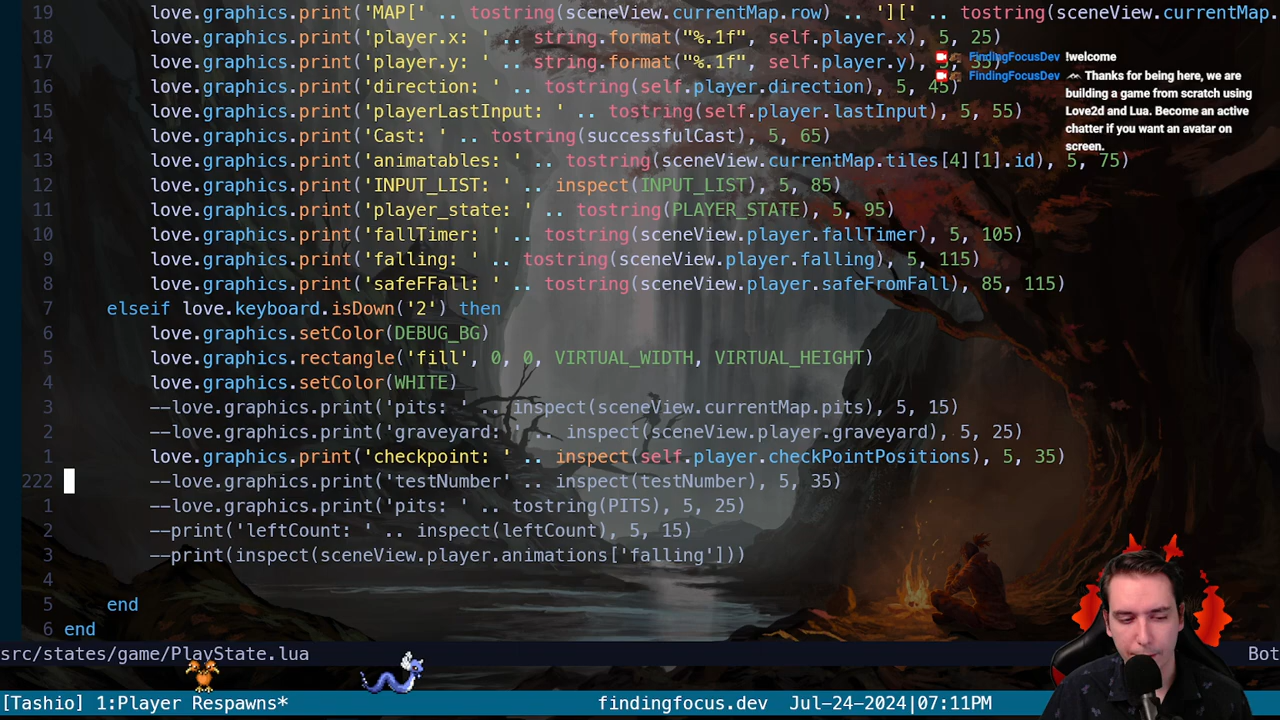 19 love.graphics.print('MAP[' .. tostring(sceneView.currentMap.row) .. '][' .. tostring(sceneView.currentMap.
18 love.graphics.print('player.x: ' .. string.format("%.1f", self.player.x), 5, 25)
17 love.graphics.print('player.y: ' .. string.format("%.1f", self.player.y), 5, 35)
16 love.graphics.print('direction: ' .. tostring(self.player.direction), 5, 45)
15 love.graphics.print('playerLastInput: ' .. tostring(self.player.lastInput), 5, 55)
14 love.graphics.print('Cast: ' .. tostring(successfulCast), 5, 65)
13 love.graphics.print('animatables: ' .. tostring(sceneView.currentMap.tiles[4][1].id), 5, 75)
12 love.graphics.print('INPUT_LIST: ' .. inspect(INPUT_LIST), 5, 85)
11 love.graphics.print('player_state: ' .. tostring(PLAYER_STATE), 5, 95)
10 love.graphics.print('fallTimer: ' .. tostring(sceneView.player.fallTimer), 5, 105)
9 love.graphics.print('falling: ' .. tostring(sceneView.player.falling), 5, 115)
8 love.graphics.print('safeFFall: ' .. tostring(sceneView.player.safeFromFall), 85, 115)
7 elseif love.keyboard.isDown('2') then
6 love.graphics.setColor(DEBUG_BG)
5 love.graphics.rectangle('fill', 0, 0, VIRTUAL_WIDTH, VIRTUAL_HEIGHT)
4 love.graphics.setColor(WHITE)
3 --love.graphics.print('pits: ' .. inspect(sceneView.currentMap.pits), 5, 15)
2 --love.graphics.print('graveyard: ' .. inspect(sceneView.player.graveyard), 5, 25)
1 love.graphics.print('checkpoint: ' .. inspect(self.player.checkPointPositions), 5, 35)
222 --love.graphics.print('testNumber' .. inspect(testNumber), 5, 35)
1 --love.graphics.print('pits: ' .. tostring(PITS), 5, 25)
2 --print('leftCount: ' .. inspect(leftCount), 5, 15)
3 --print(inspect(sceneView.player.animations['falling']))
4
5 end
6 end
FindingFocusDev !welcome
FindingFocusDev Thanks for being here, we are
building a game from scratch using
Love2d and Lua. Become an active
chatter if you want an avatar on
screen.
src/states/game/PlayState.lua Bot
[Tashio] 1:Player Respawns* findingfocus.dev Jul-24-2024|07:11PM